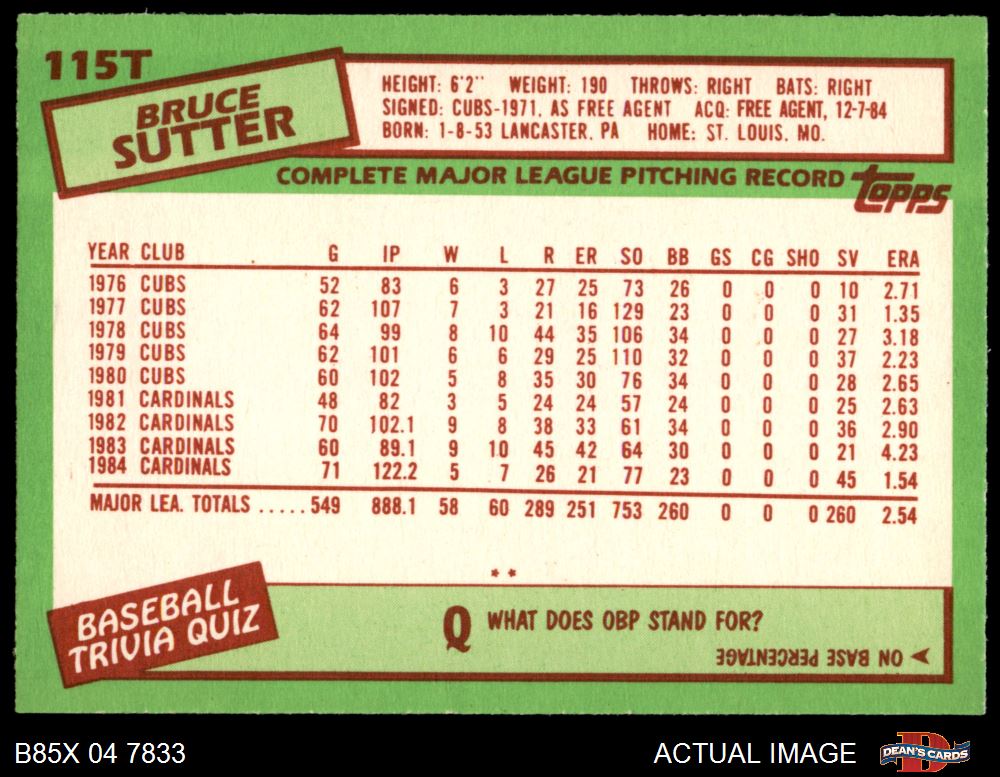 115T
BRUCE
SUTTER
HEIGHT: 6'2" WEIGHT: 190 THROWS: RIGHT BATS: RIGHT
SIGNED: CUBS-1971, AS FREE AGENT ACQ: FREE AGENT, 12-7-84
BORN: 1-8-53 LANCASTER, PA HOME: ST. LOUIS, MO.
COMPLETE MAJOR LEAGUE PITCHING RECORD topps
YEAR CLUB G IP W L R ER SO BB GS CG SHO SV ERA
1976 CUBS 52 83 6 3 27 25 73 26 0 0 0 10 2.71
1977 CUBS 62 107 7 3 21 16 129 23 0 0 0 31 1.35
1978 CUBS 64 99 8 10 44 35 106 34 0 0 0 27 3.18
1979 CUBS 62 101 6 6 29 25 110 32 0 0 0 37 2.23
1980 CUBS 60 102 5 8 35 30 76 34 0 0 0 28 2.65
1981 CARDINALS 48 82 3 5 24 24 57 24 0 0 0 25 2.63
1982 CARDINALS 70 102.1 9 8 38 33 61 34 0 0 0 36 2.90
1983 CARDINALS 60 89.1 9 10 45 42 64 30 0 0 0 21 4.23
1984 CARDINALS 71 122.2 5 7 26 21 77 23 0 0 0 45 1.54
MAJOR LEA. TOTALS ..... 549 888.1 58 60 289 251 753 260 0 0 0 260 2.54
**
BASEBALL
TRIVIA QUIZ
Q WHAT DOES OBP STAND FOR?
ON BASE PERCENTAGE
B85X 04 7833
ACTUAL IMAGE
D
DEAN'S CARDS